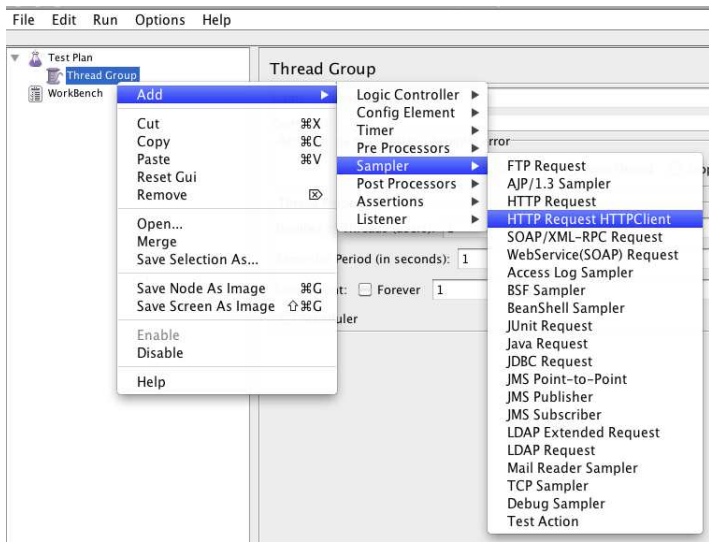 File Edit Run Options Help
Test Plan
Thread Group
WorkBench
Thread Group
Add
Cut ⌘X
Copy ⌘C
Paste ⌘V
Reset Gui
Remove ⌦
Open...
Merge
Save Selection As...
Save Node As Image ⌘G
Save Screen As Image ⇧⌘G
Enable
Disable
Help
Logic Controller
Config Element
Timer
Pre Processors
Sampler
Post Processors
Assertions
Listener
rror
Period (in seconds): 1
nt: Forever 1
uler
FTP Request
AJP/1.3 Sampler
HTTP Request
HTTP Request HTTPClient
SOAP/XML-RPC Request
WebService(SOAP) Request
Access Log Sampler
BSF Sampler
BeanShell Sampler
JUnit Request
Java Request
JDBC Request
JMS Point-to-Point
JMS Publisher
JMS Subscriber
LDAP Extended Request
LDAP Request
Mail Reader Sampler
TCP Sampler
Debug Sampler
Test Action